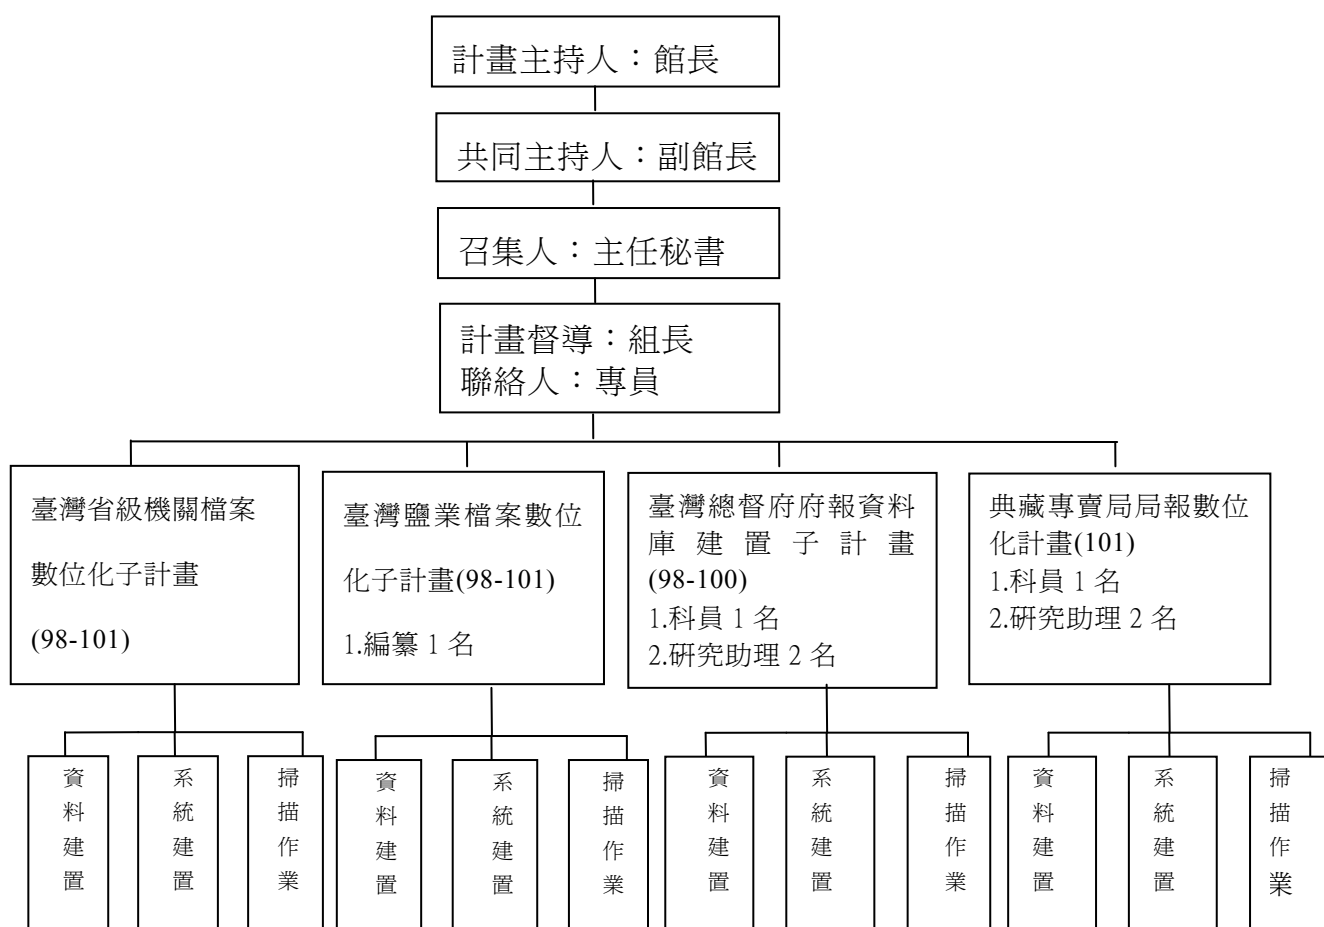 計畫主持人：館長
共同主持人：副館長
召集人：主任秘書
計畫督導：組長
聯絡人：專員
臺灣省級機關檔案
數位化子計畫
(98-101)
臺灣鹽業檔案數位
化子計畫(98-101)
1.編纂 1 名
臺灣總督府府報資料
庫建置子計畫
(98-100)
1.科員 1 名
2.研究助理 2 名
典藏專賣局局報數位
化計畫(101)
1.科員 1 名
2.研究助理 2 名
資料建置
系統建置
掃描作業
資料建置
系統建置
掃描作業
資料建置
系統建置
掃描作業
資料建置
系統建置
掃描作業